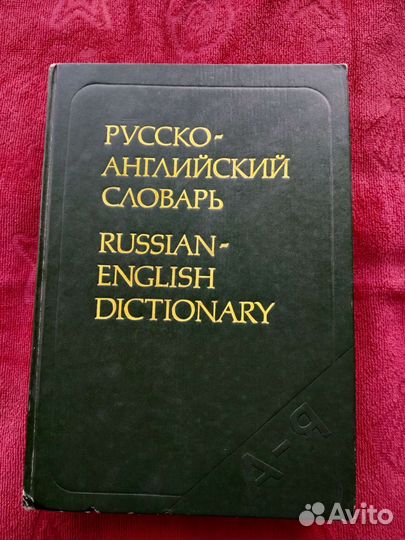 РУССКО-
АНГЛИЙСКИЙ
СЛОВАРЬ
RUSSIAN-
ENGLISH
DICTIONARY
А-Я
Avito